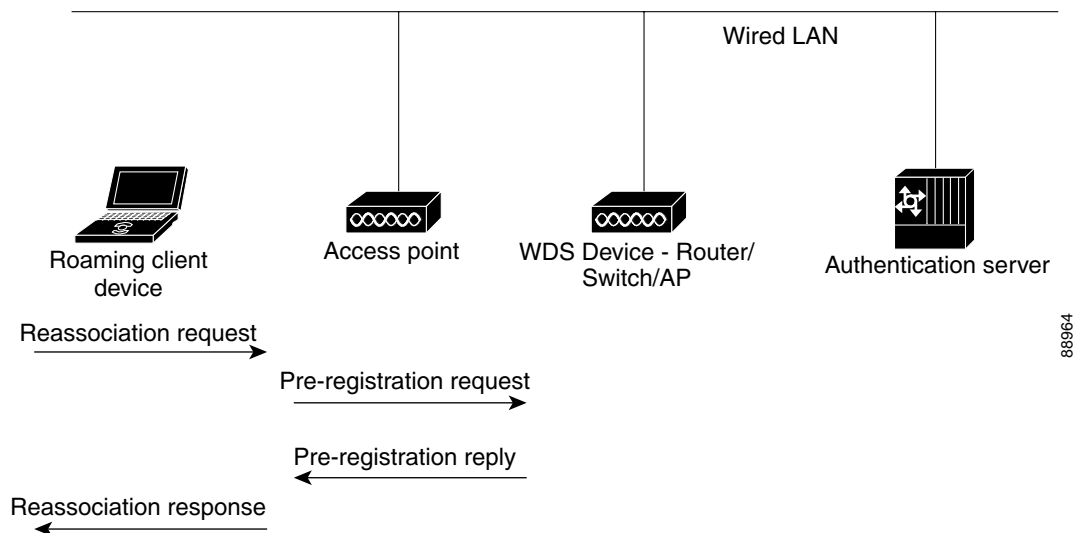 Wired LAN
Roaming client
device
Access point
WDS Device - Router/
Switch/AP
Authentication server
88964
Reassociation request
Pre-registration request
Pre-registration reply
Reassociation response